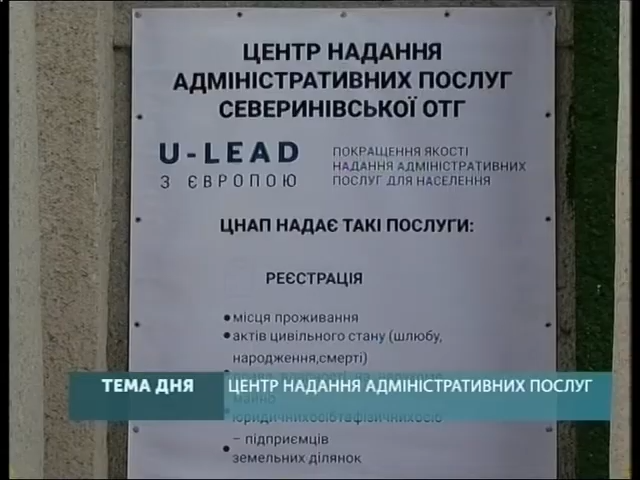 ЦЕНТР НАДАННЯ
АДМІНІСТРАТИВНИХ ПОСЛУГ
СЕВЕРИНІВСЬКОЇ ОТГ
U-LEAD
З ЄВРОПОЮ
ПОКРАЩЕННЯ ЯКОСТІ
НАДАННЯ АДМІНІСТРАТИВНИХ
ПОСЛУГ ДЛЯ НАСЕЛЕННЯ
ЦНАП НАДАЄ ТАКІ ПОСЛУГИ:
РЕЄСТРАЦІЯ
•місця проживання
•актів цивільного стану (шлюбу,
народження,смерті)
ТЕМА ДНЯ
ЦЕНТР НАДАННЯ АДМІНІСТРАТИВНИХ ПОСЛУГ
майно
•юридичнихосібтафізичнихосіб
– підприємців
•земельних ділянок